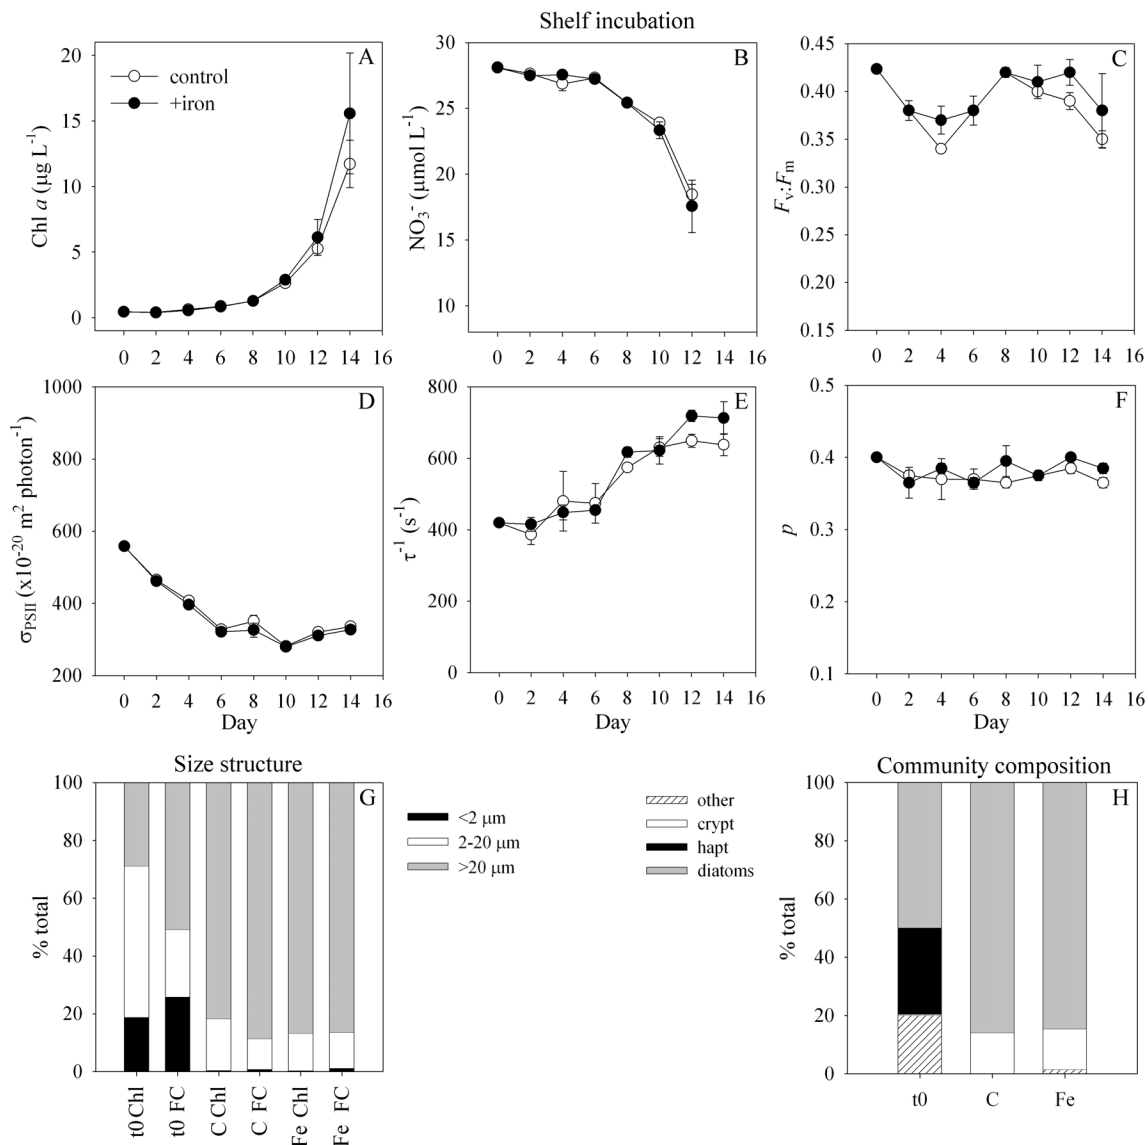 Shelf incubation
A
control
+iron
Chl a (μg L⁻¹)
20
15
10
5
0
0 2 4 6 8 10 12 14 16
B
NO₃⁻ (μmol L⁻¹)
30
25
20
15
10
0 2 4 6 8 10 12 14 16
C
Fᵥ:Fₘ
0.45
0.40
0.35
0.30
0.25
0.20
0.15
0 2 4 6 8 10 12 14 16
D
σPSII (x10⁻²⁰ m² photon⁻¹)
1000
800
600
400
200
0 2 4 6 8 10 12 14 16
Day
E
τ⁻¹ (s⁻¹)
800
600
400
200
0
0 2 4 6 8 10 12 14 16
Day
F
p
0.5
0.4
0.3
0.2
0.1
0 2 4 6 8 10 12 14 16
Day
Size structure
G
% total
100
80
60
40
20
0
t0 Chl
t0 FC
C Chl
C FC
Fe Chl
Fe FC
<2 μm
2-20 μm
>20 μm
other
crypt
hapt
diatoms
Community composition
H
% total
100
80
60
40
20
0
t0 C Fe